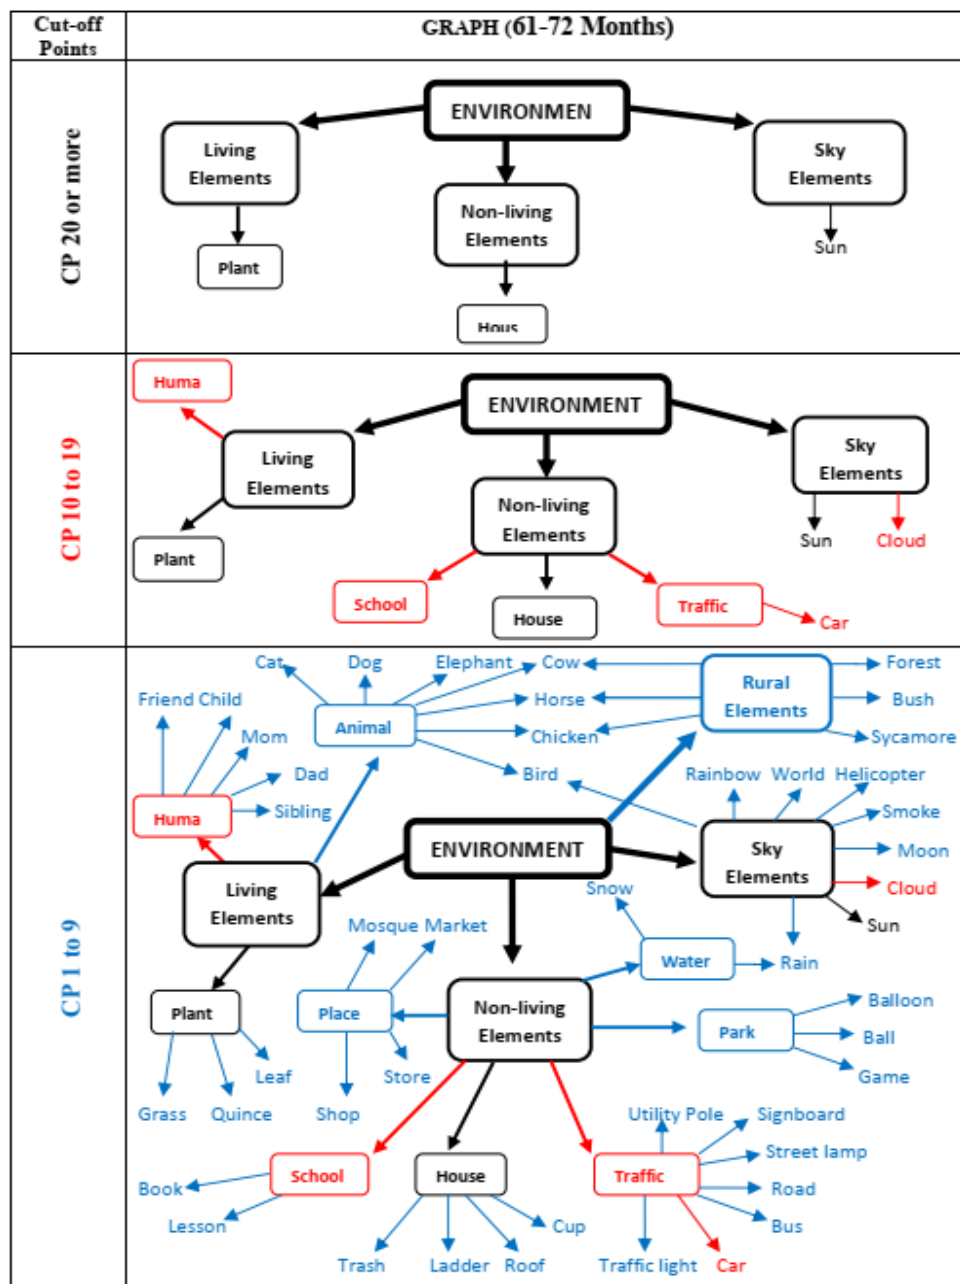 Cut-off
Points
GRAPH (61-72 Months)
CP 20 or more
ENVIRONMEN
Living
Elements
Sky
Elements
Non-living
Elements
Plant
Sun
Hous
CP 10 to 19
Huma
ENVIRONMENT
Living
Elements
Sky
Elements
Non-living
Elements
Plant
Sun
Cloud
School
House
Traffic
Car
CP 1 to 9
Cat
Dog
Elephant
Cow
Rural
Elements
Forest
Friend Child
Animal
Horse
Bush
Mom
Chicken
Sycamore
Dad
Bird
Rainbow
World
Helicopter
Huma
Sibling
Smoke
ENVIRONMENT
Sky
Elements
Moon
Living
Elements
Snow
Cloud
Sun
Mosque Market
Water
Rain
Plant
Place
Non-living
Elements
Park
Balloon
Ball
Leaf
Store
Game
Grass
Quince
Shop
Utility Pole
Signboard
Street lamp
School
House
Traffic
Book
Road
Lesson
Cup
Bus
Trash
Ladder
Roof
Traffic light
Car